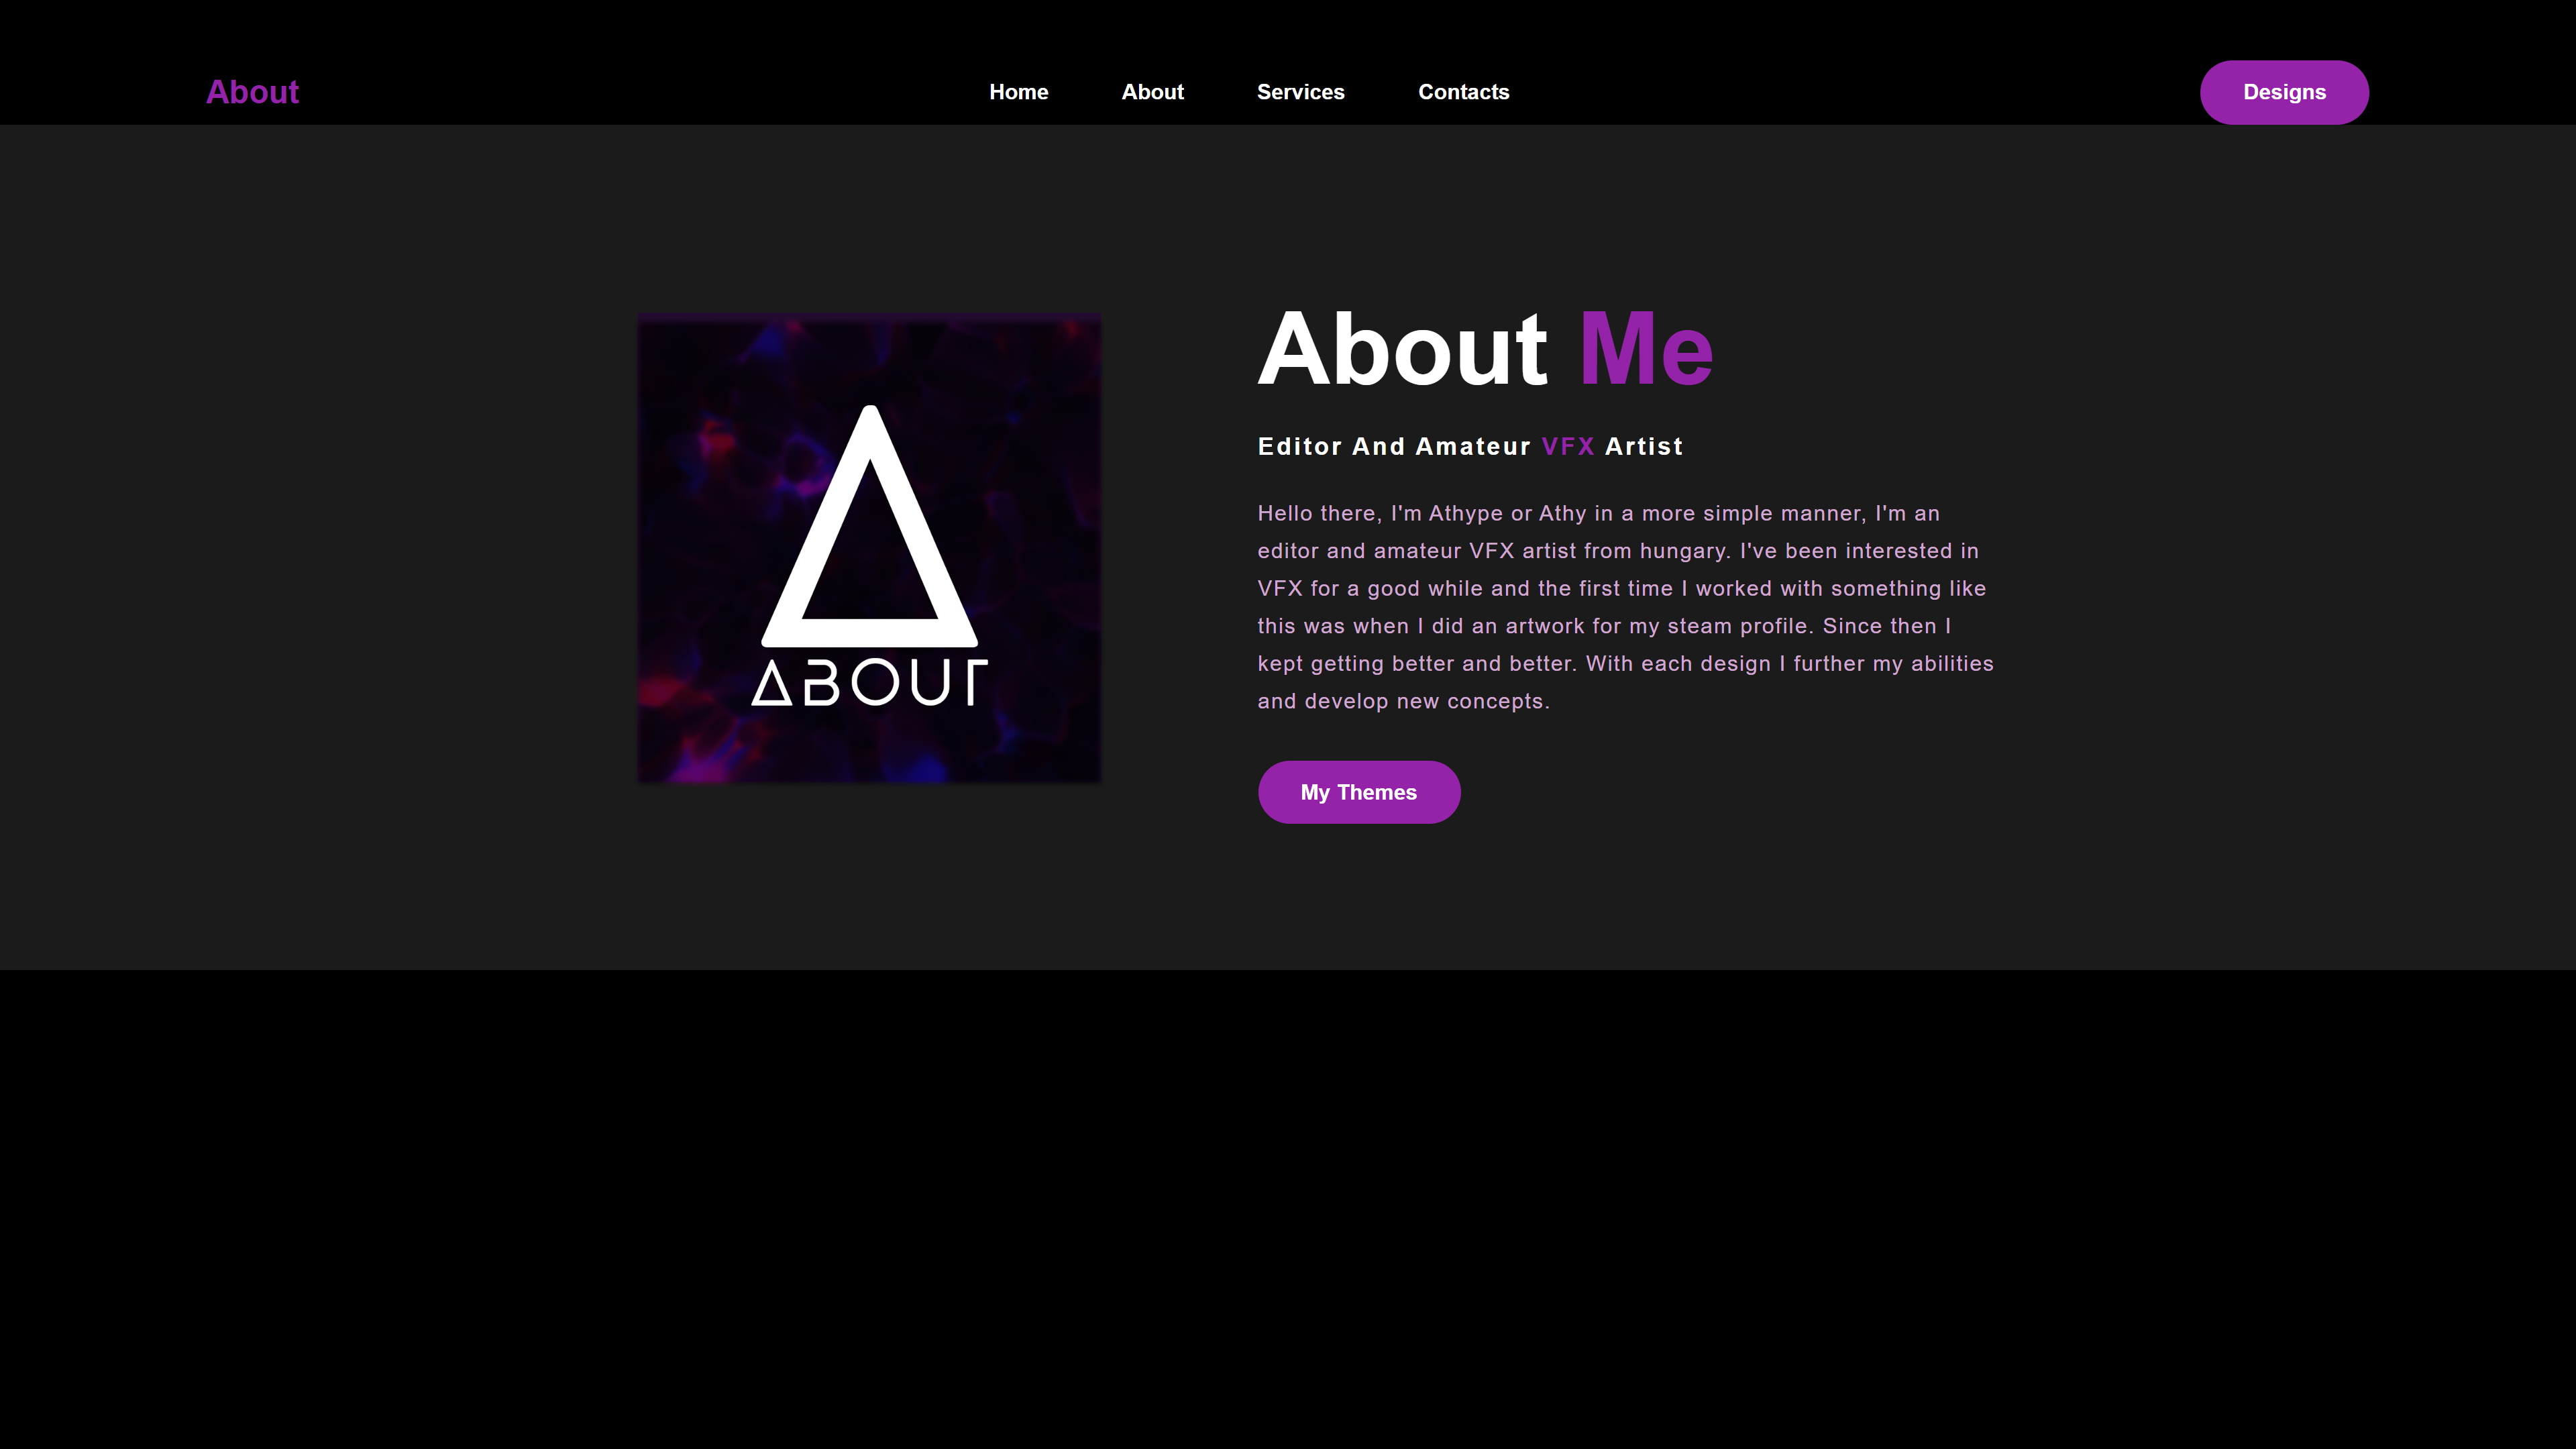 About
Home
About
Services
Contacts
Designs
ABOUT
About Me
Editor And Amateur VFX Artist
Hello there, I'm Athype or Athy in a more simple manner, I'm an
editor and amateur VFX artist from hungary. I've been interested in
VFX for a good while and the first time I worked with something like
this was when I did an artwork for my steam profile. Since then I
kept getting better and better. With each design I further my abilities
and develop new concepts.
My Themes